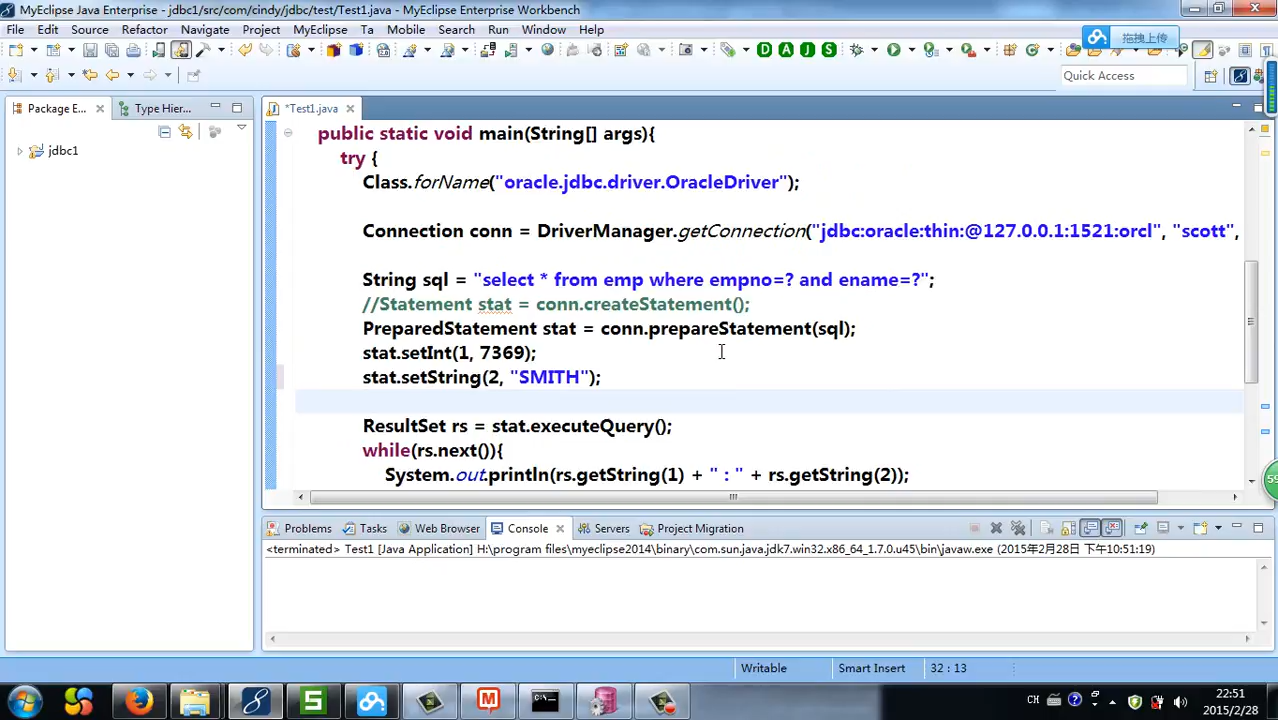 MyEclipse Java Enterprise - jdbc1/src/com/cindy/jdbc/test/Test1.java - MyEclipse Enterprise Workbench
File Edit Source Refactor Navigate Project MyEclipse Ta Mobile Search Run Window Help
拖拽上传
D A J S
Quick Access
Package E... Type Hier...
*Test1.java
jdbc1
public static void main(String[] args){
try {
Class.forName("oracle.jdbc.driver.OracleDriver");
Connection conn = DriverManager.getConnection("jdbc:oracle:thin:@127.0.0.1:1521:orcl", "scott",
String sql = "select * from emp where empno=? and ename=?";
//Statement stat = conn.createStatement();
PreparedStatement stat = conn.prepareStatement(sql);
stat.setInt(1, 7369);
stat.setString(2, "SMITH");
ResultSet rs = stat.executeQuery();
while(rs.next()){
System.out.println(rs.getString(1) + " : " + rs.getString(2));
59
Problems Tasks Web Browser Console Servers Project Migration
<terminated> Test1 [Java Application] H:\program files\myeclipse2014\binary\com.sun.java.jdk7.win32.x86_64_1.7.0.u45\bin\javaw.exe (2015年2月28日 下午10:51:19)
Writable Smart Insert 32 : 13
CH
22:51
2015/2/28